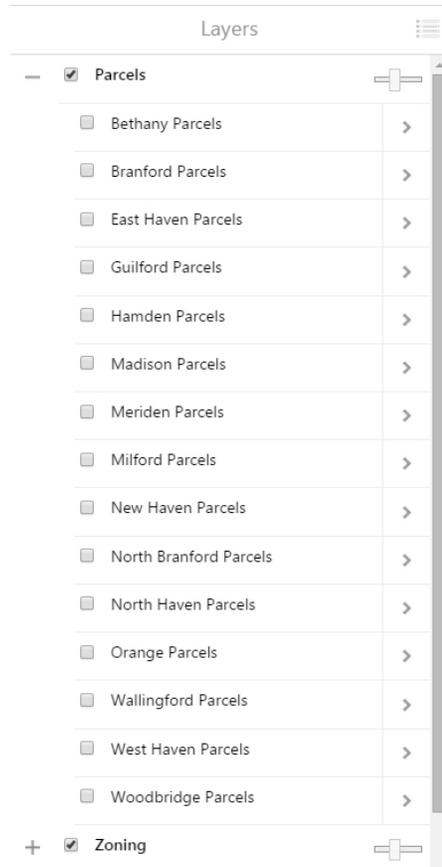 Layers
Parcels
Bethany Parcels
Branford Parcels
East Haven Parcels
Guilford Parcels
Hamden Parcels
Madison Parcels
Meriden Parcels
Milford Parcels
New Haven Parcels
North Branford Parcels
North Haven Parcels
Orange Parcels
Wallingford Parcels
West Haven Parcels
Woodbridge Parcels
Zoning